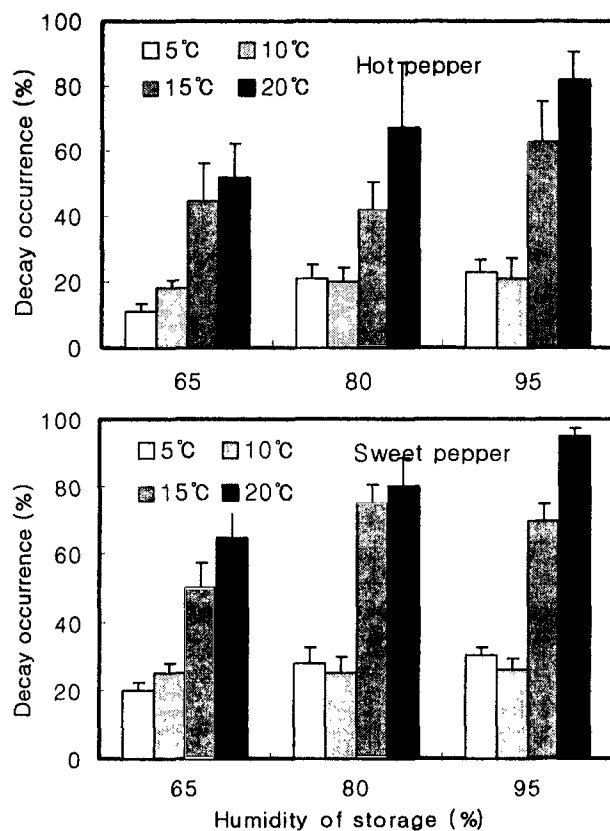 100
80
60
40
20
0
Decay occurrence (%)
5℃ 10℃
15℃ 20℃
Hot pepper
65 80 95
100
80
60
40
20
0
Decay occurrence (%)
5℃ 10℃
15℃ 20℃
Sweet pepper
65 80 95
Humidity of storage (%)